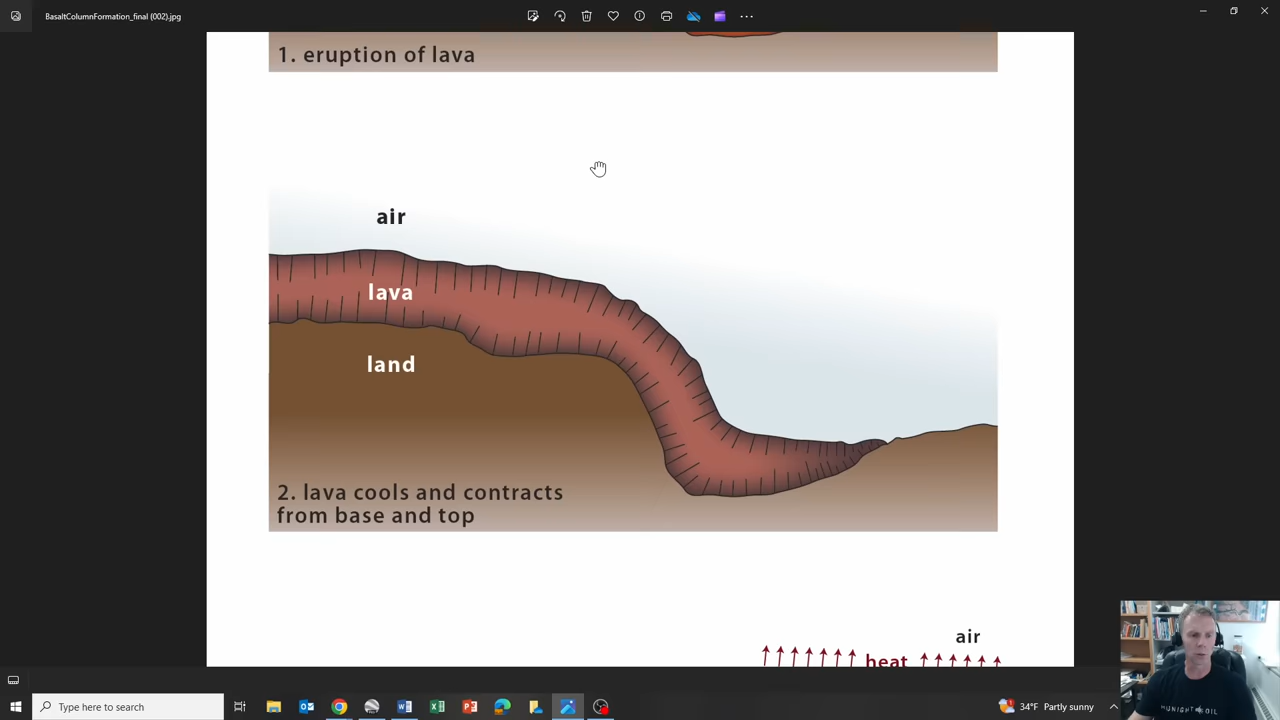 BasaltColumnFormation_final (002).jpg
1. eruption of lava
air
lava
land
2. lava cools and contracts
from base and top
air
heat
Type here to search
34°F Partly sunny